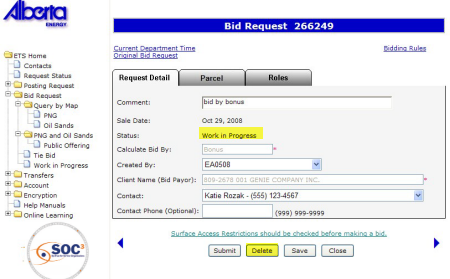 Alberta
ENERGY
Bid Request 266249
Current Department Time
Original Bid Request
Bidding Rules
ETS Home
Contacts
Request Status
Posting Request
Bid Request
Query by Map
PNG
Oil Sands
PNG and Oil Sands
Public Offering
Tie Bid
Work in Progress
Transfers
Account
Encryption
Help Manuals
Online Learning
Request Detail Parcel Roles
Comment: bid by bonus
Sale Date: Oct 29, 2008
Status: Work in Progress
Calculate Bid By: Bonus *
Created By: EA0508
Client Name (Bid Payor): 809-2678 001 GENIE COMPANY INC. *
Contact: Katie Rozak - (555) 123-4567
Contact Phone (Optional): (999) 999-9999
Surface Access Restrictions should be checked before making a bid.
Submit Delete Save Close
SOC